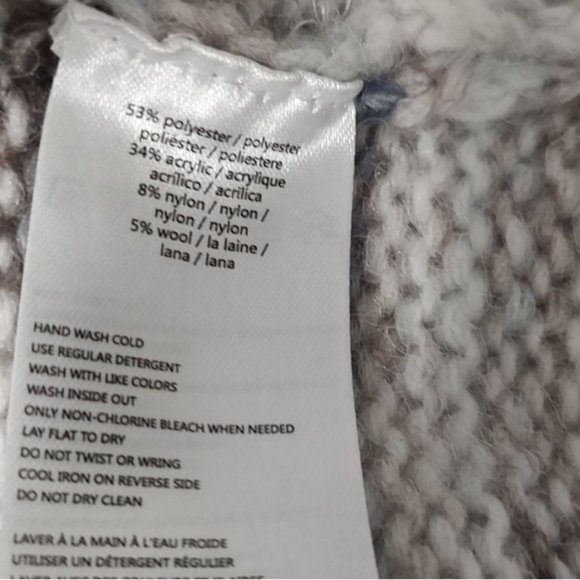 53% polyester / polyester
poliéster / poliestere
34% acrylic / acrylique
acrílico / acrilica
8% nylon / nylon /
nylon / nylon
5% wool / la laine /
lana / lana
HAND WASH COLD
USE REGULAR DETERGENT
WASH WITH LIKE COLORS
WASH INSIDE OUT
ONLY NON-CHLORINE BLEACH WHEN NEEDED
LAY FLAT TO DRY
DO NOT TWIST OR WRING
COOL IRON ON REVERSE SIDE
DO NOT DRY CLEAN
LAVER À LA MAIN À L'EAU FROIDE
UTILISER UN DÉTERGENT RÉGULIER